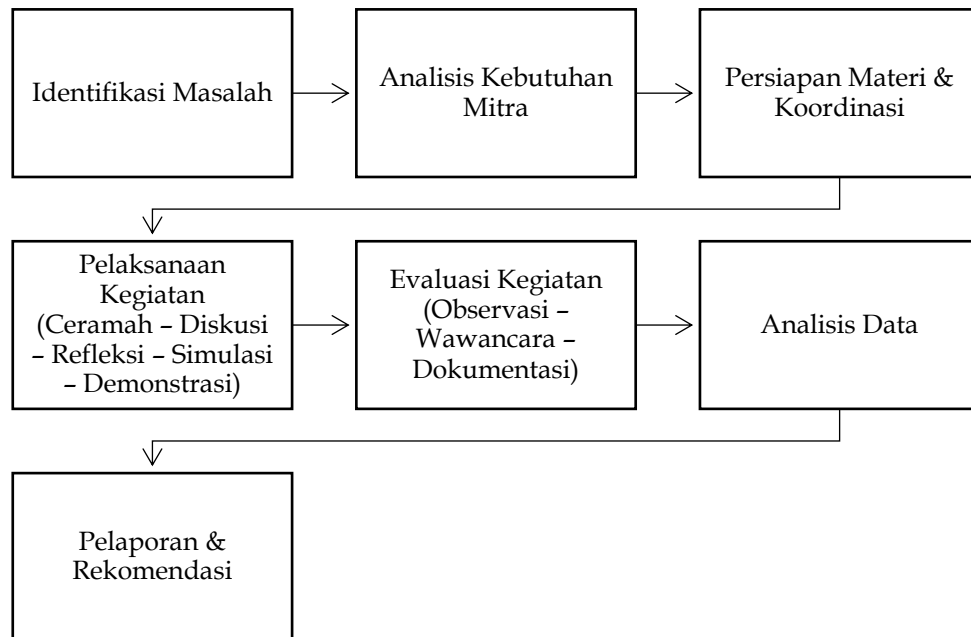 Identifikasi Masalah
Analisis Kebutuhan
Mitra
Persiapan Materi &
Koordinasi
Pelaksanaan
Kegiatan
(Ceramah – Diskusi
– Refleksi – Simulasi
– Demonstrasi)
Evaluasi Kegiatan
(Observasi –
Wawancara –
Dokumentasi)
Analisis Data
Pelaporan &
Rekomendasi